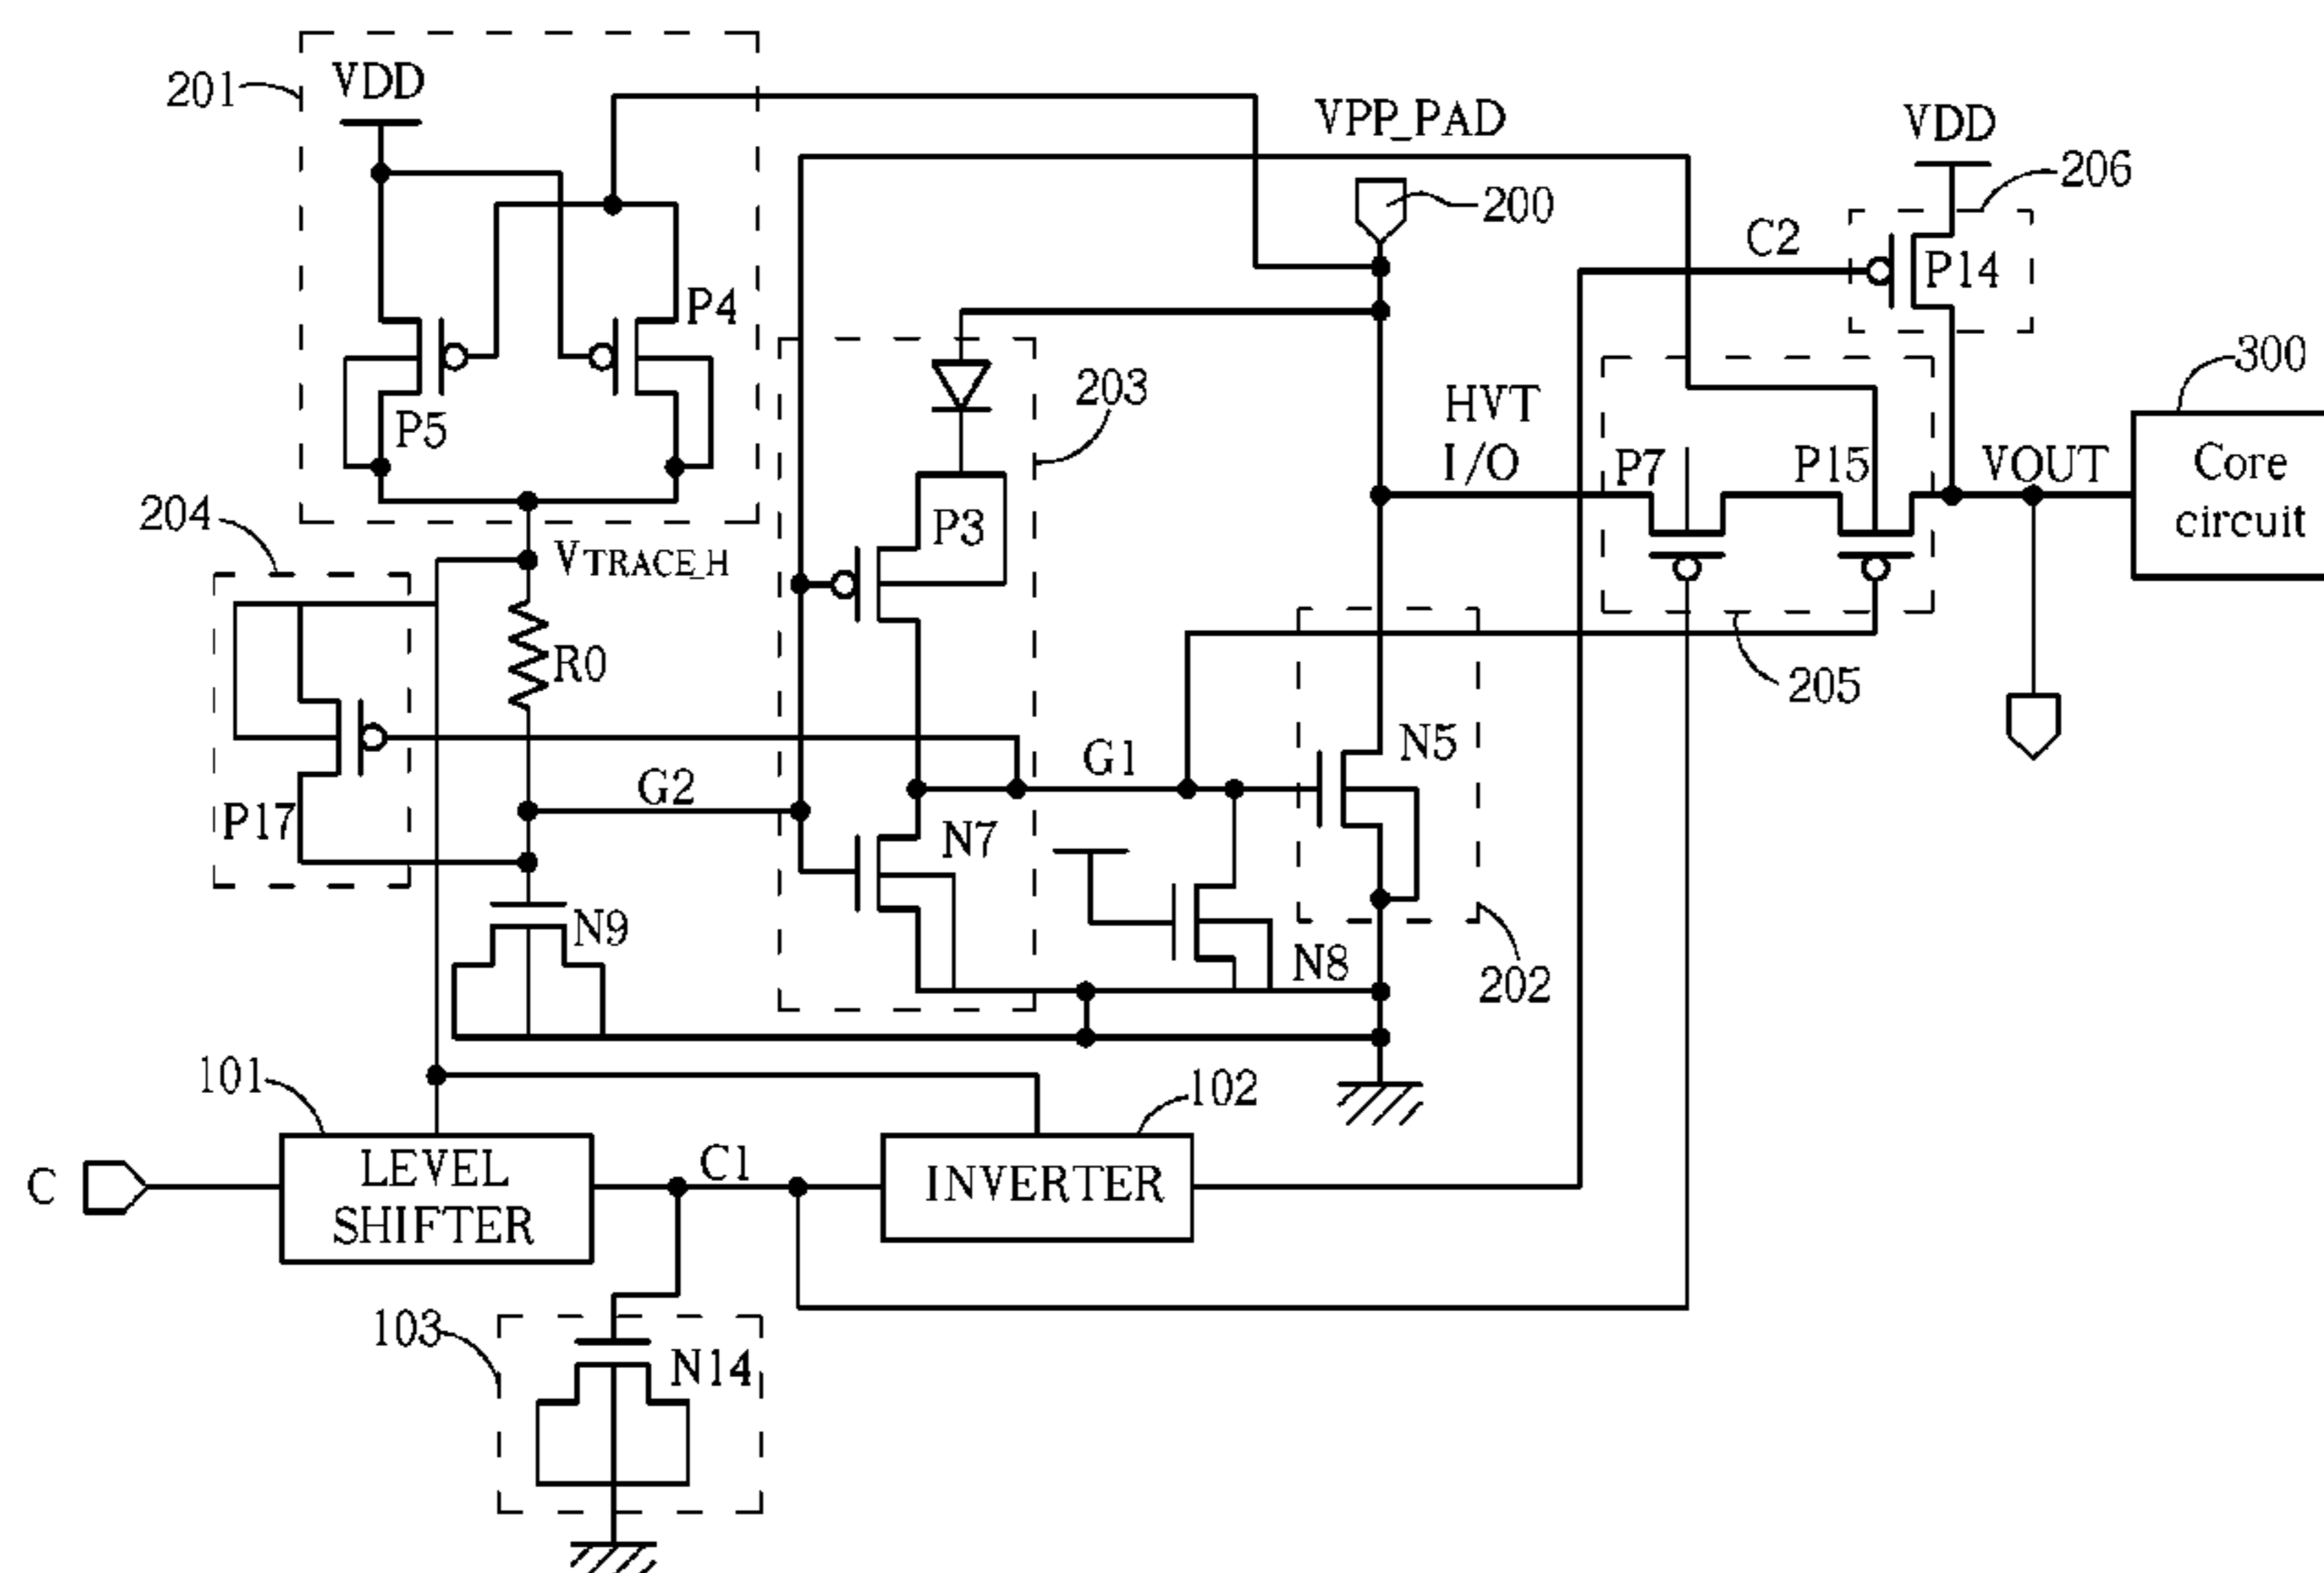 201
VDD
VPP_PAD
VDD
206
200
C2
P14
P4
300
203
HVT
I/O
P5
P7
P15
VOUT
Core
circuit
204
P3
VTRACE_H
R0
205
N5
G1
G2
P17
N7
N9
N8
202
101
102
C
LEVEL
SHIFTER
C1
INVERTER
103
N14